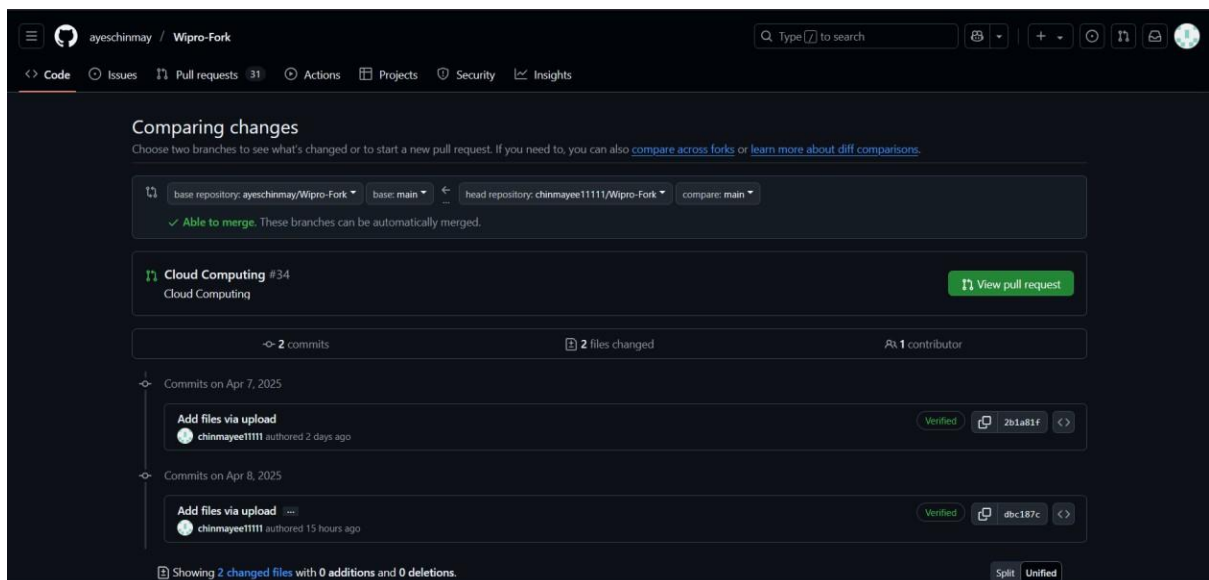 ayeschinmay / Wipro-Fork
Type / to search
Code Issues Pull requests 31 Actions Projects Security Insights
Comparing changes
Choose two branches to see what's changed or to start a new pull request. If you need to, you can also compare across forks or learn more about diff comparisons.
base repository: ayeschinmay/Wipro-Fork base: main ← ... head repository: chinmayee11111/Wipro-Fork compare: main
✓ Able to merge. These branches can be automatically merged.
Cloud Computing #34
Cloud Computing
View pull request
2 commits 2 files changed 1 contributor
Commits on Apr 7, 2025
Add files via upload
chinmayee11111 authored 2 days ago
Verified 2b1a81f <>
Commits on Apr 8, 2025
Add files via upload ...
chinmayee11111 authored 15 hours ago
Verified dbc187c <>
Showing 2 changed files with 0 additions and 0 deletions.
Split Unified